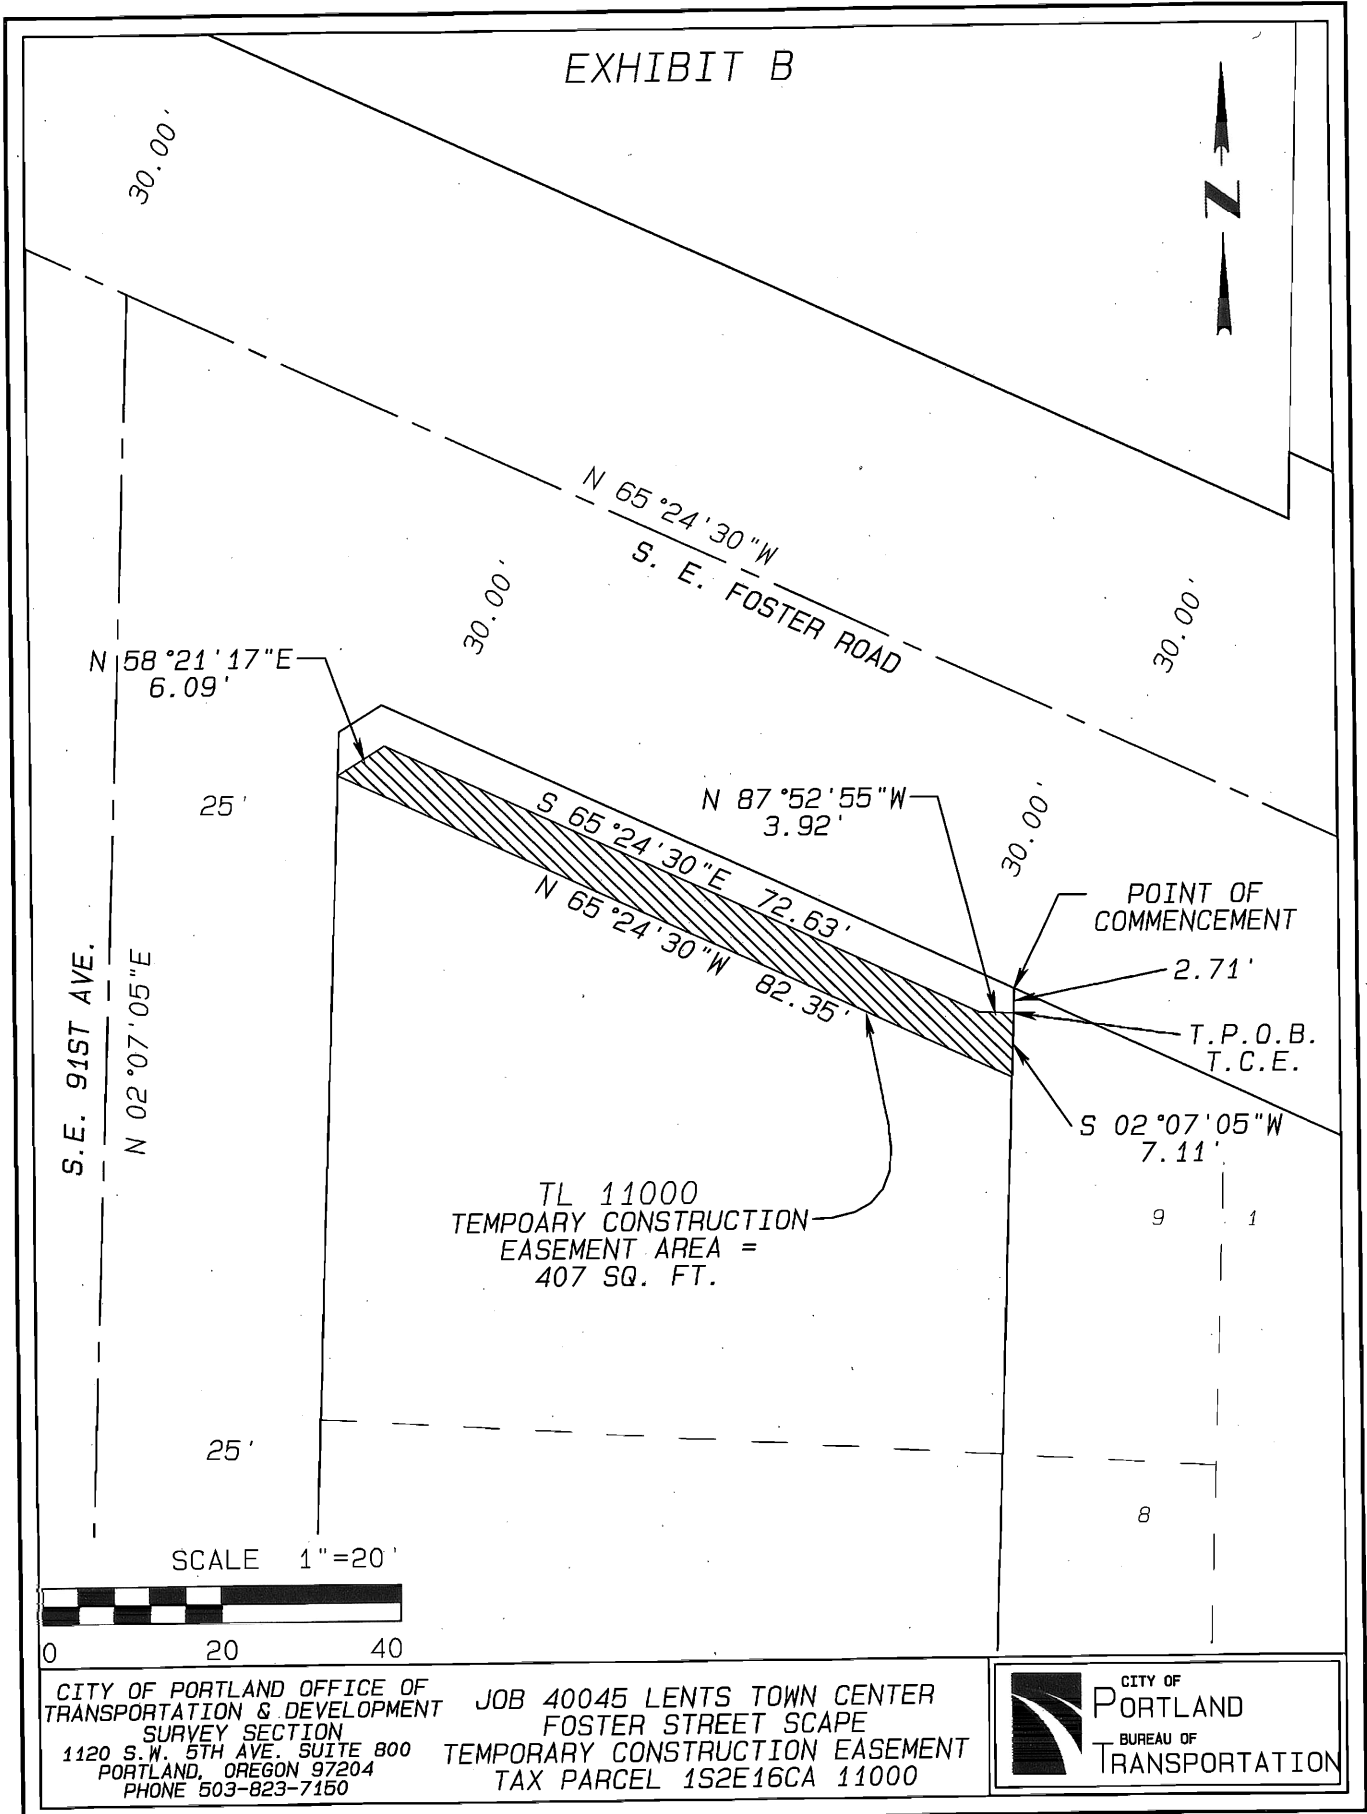 EXHIBIT B
30.00'
N
N 65°24'30"W
S. E. FOSTER ROAD
30.00'
30.00'
N 58°21'17"E
6.09'
25'
S 65°24'30"E 72.63'
N 65°24'30"W 82.35'
N 87°52'55"W
3.92'
30.00'
POINT OF
COMMENCEMENT
2.71'
T.P.O.B.
T.C.E.
S 02°07'05"W
7.11'
S.E. 91ST AVE.
N 02°07'05"E
TL 11000
TEMPOARY CONSTRUCTION
EASEMENT AREA =
407 SQ. FT.
9
1
25'
8
SCALE 1"=20'
0 20 40
CITY OF PORTLAND OFFICE OF
TRANSPORTATION & DEVELOPMENT
SURVEY SECTION
1120 S.W. 5TH AVE. SUITE 800
PORTLAND, OREGON 97204
PHONE 503-823-7150
JOB 40045 LENTS TOWN CENTER
FOSTER STREET SCAPE
TEMPORARY CONSTRUCTION EASEMENT
TAX PARCEL 1S2E16CA 11000
CITY OF
PORTLAND
BUREAU OF
TRANSPORTATION